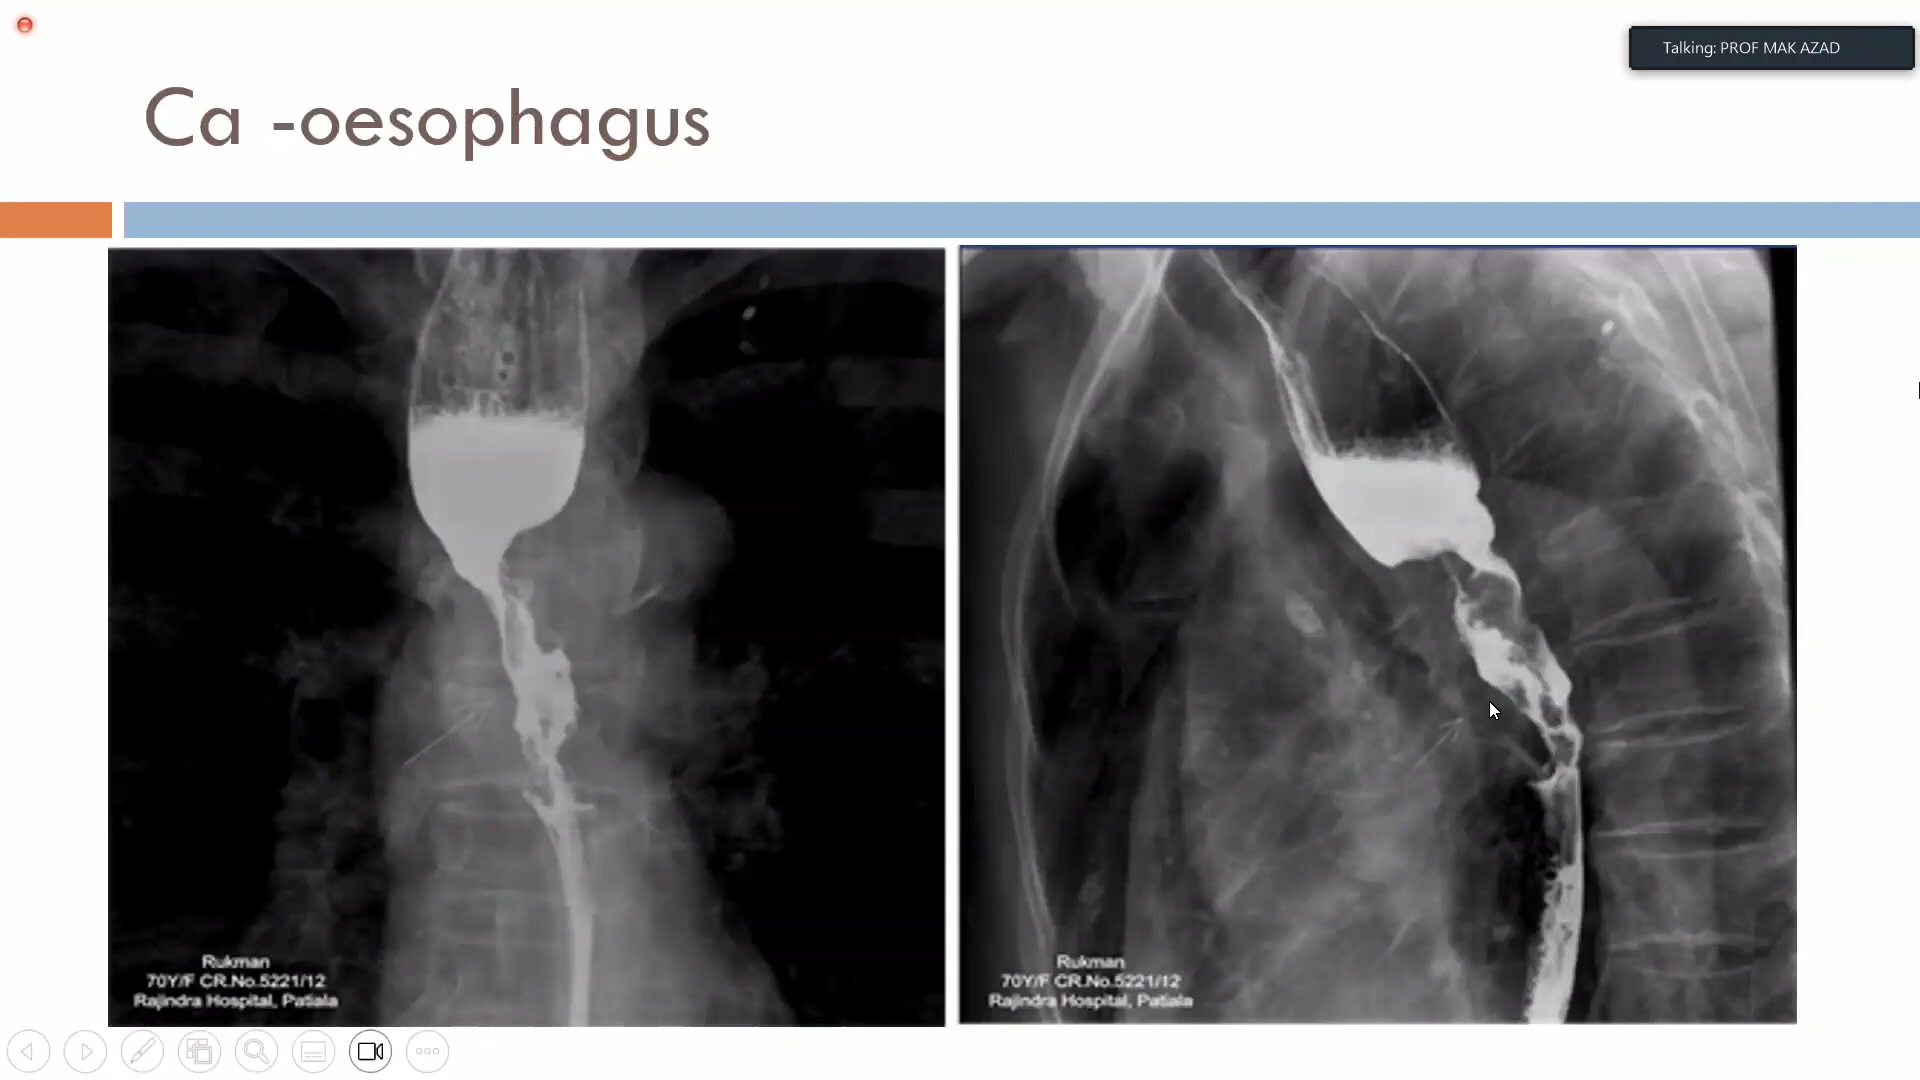 Talking: PROF MAK AZAD
Ca -oesophagus
Rukman
70Y/F CR.No.5221/12
Rajindra Hospital, Patiala
Rukman
70Y/F CR.No.5221/12
Rajindra Hospital, Patiala